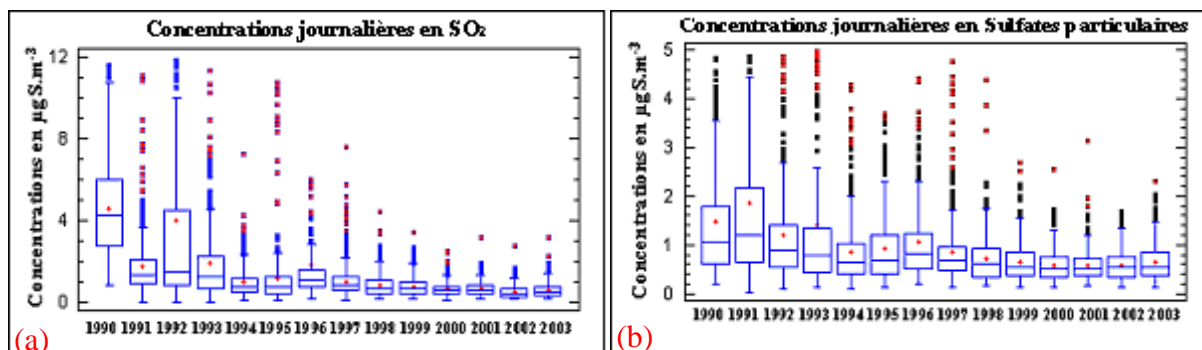 Concentrations journalières en SO₂
Concentrations en µgS.m⁻³
12
8
4
0
1990 1991 1992 1993 1994 1995 1996 1997 1998 1999 2000 2001 2002 2003
(a)
Concentrations journalières en Sulfates particulaires
Concentrations en µgS.m⁻³
5
4
3
2
1
0
1990 1991 1992 1993 1994 1995 1996 1997 1998 1999 2000 2001 2002 2003
(b)